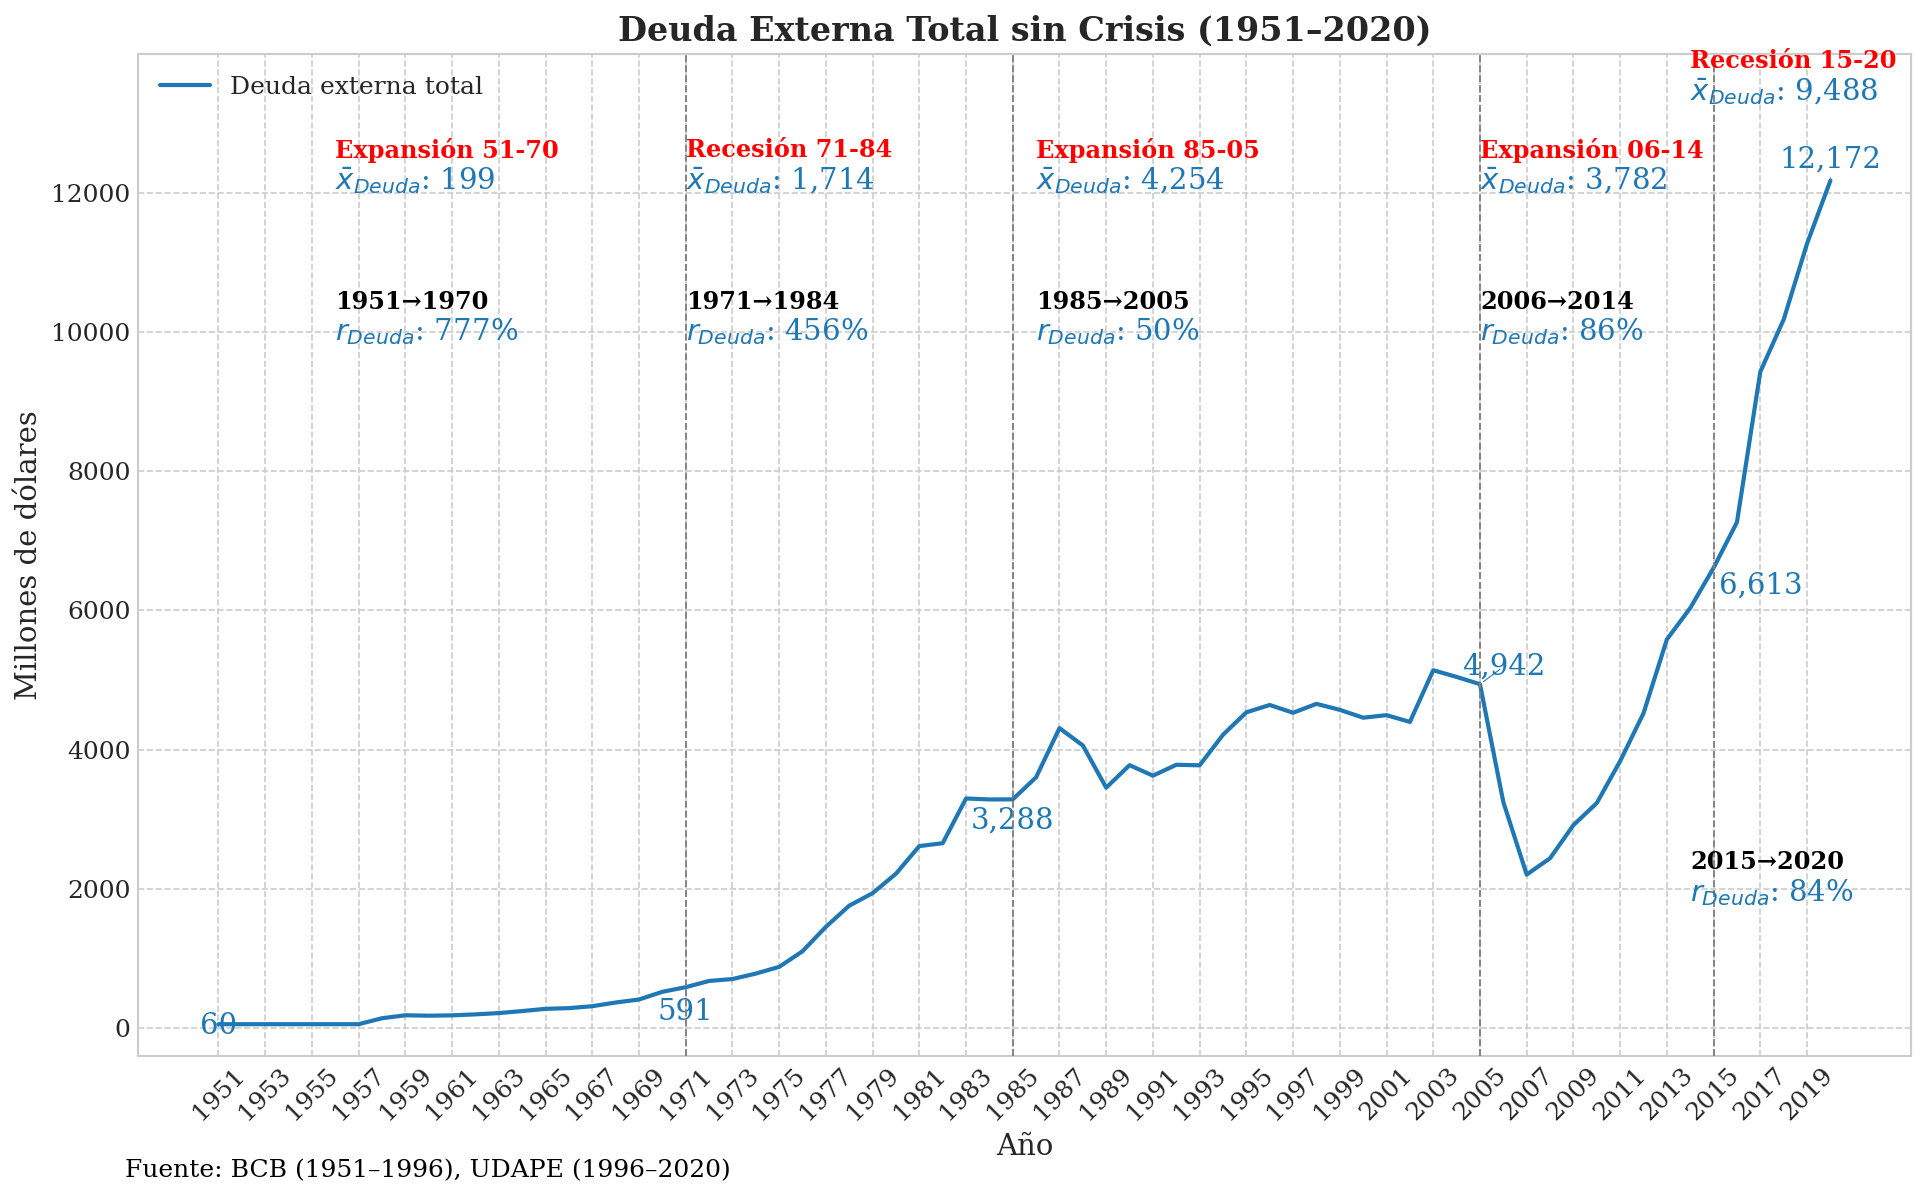 Deuda Externa Total sin Crisis (1951–2020)
Deuda externa total
Expansión 51-70
x̄Deuda: 199
Recesión 71-84
x̄Deuda: 1,714
Expansión 85-05
x̄Deuda: 4,254
Expansión 06-14
x̄Deuda: 3,782
Recesión 15-20
x̄Deuda: 9,488
12,172
1951→1970
rDeuda: 777%
1971→1984
rDeuda: 456%
1985→2005
rDeuda: 50%
2006→2014
rDeuda: 86%
6,613
4,942
3,288
2015→2020
rDeuda: 84%
591
60
Millones de dólares
12000
10000
8000
6000
4000
2000
0
1951
1953
1955
1957
1959
1961
1963
1965
1967
1969
1971
1973
1975
1977
1979
1981
1983
1985
1987
1989
1991
1993
1995
1997
1999
2001
2003
2005
2007
2009
2011
2013
2015
2017
2019
Año
Fuente: BCB (1951–1996), UDAPE (1996–2020)